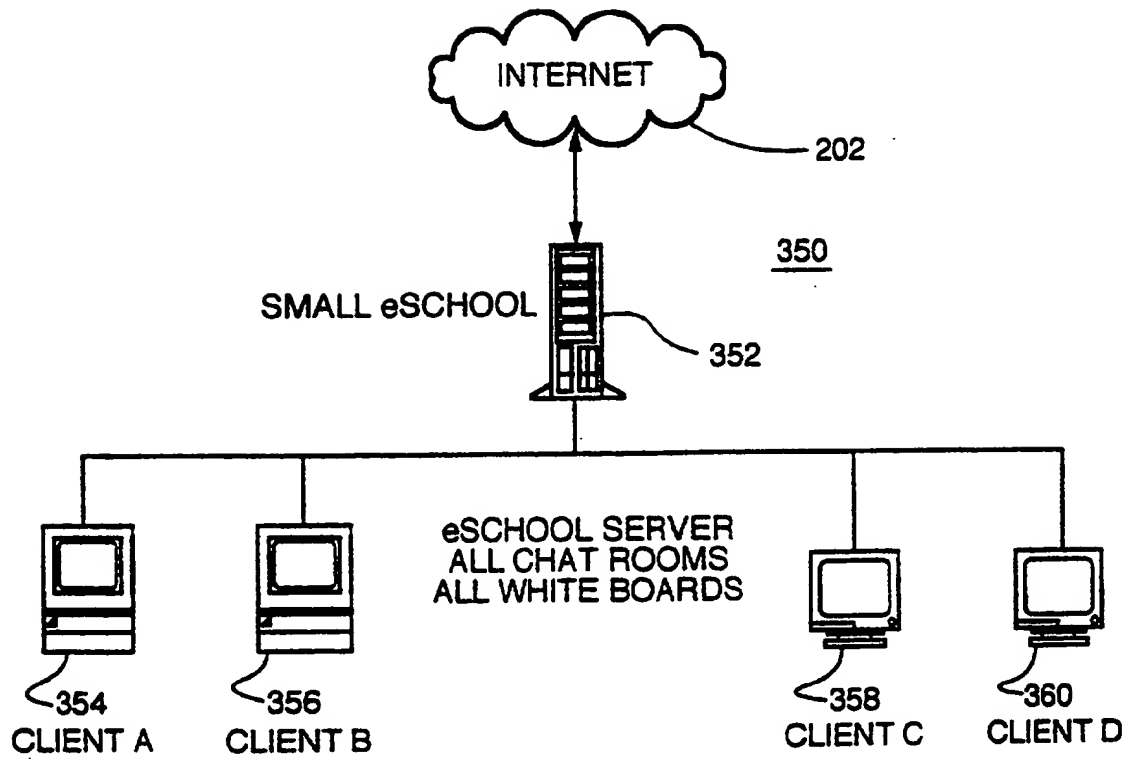 INTERNET
202
350
SMALL eSCHOOL
352
eSCHOOL SERVER
ALL CHAT ROOMS
ALL WHITE BOARDS
354
CLIENT A
356
CLIENT B
358
CLIENT C
360
CLIENT D